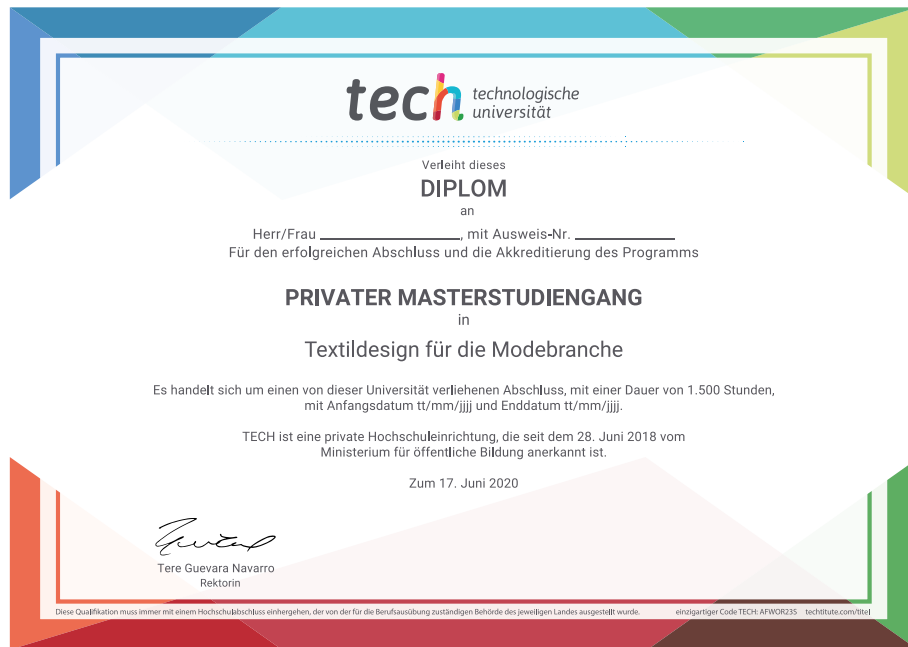 tech technologische
universität
Verleiht dieses
DIPLOM
an
Herr/Frau ____________________, mit Ausweis-Nr. ______________
Für den erfolgreichen Abschluss und die Akkreditierung des Programms
PRIVATER MASTERSTUDIENGANG
in
Textildesign für die Modebranche
Es handelt sich um einen von dieser Universität verliehenen Abschluss, mit einer Dauer von 1.500 Stunden,
mit Anfangsdatum tt/mm/jjjj und Enddatum tt/mm/jjjj.
TECH ist eine private Hochschuleinrichtung, die seit dem 28. Juni 2018 vom
Ministerium für öffentliche Bildung anerkannt ist.
Zum 17. Juni 2020
Tere Guevara Navarro
Rektorin
Diese Qualifikation muss immer mit einem Hochschulabschluss einhergehen, der von der für die Berufsausübung zuständigen Behörde des jeweiligen Landes ausgestellt wurde. einzigartiger Code TECH: AFWOR235 techtitute.com/titel